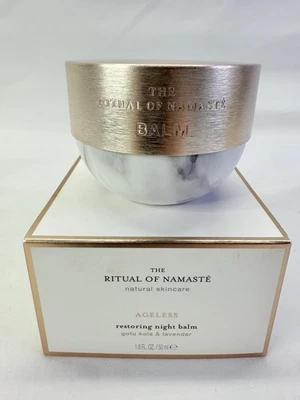 THE
RITUAL OF NAMASTÉ
BALM
THE
RITUAL OF NAMASTÉ
natural skincare
AGELESS
restoring night balm
gotu kola & lavender
1.6 FL. OZ. / 50 ml ℮